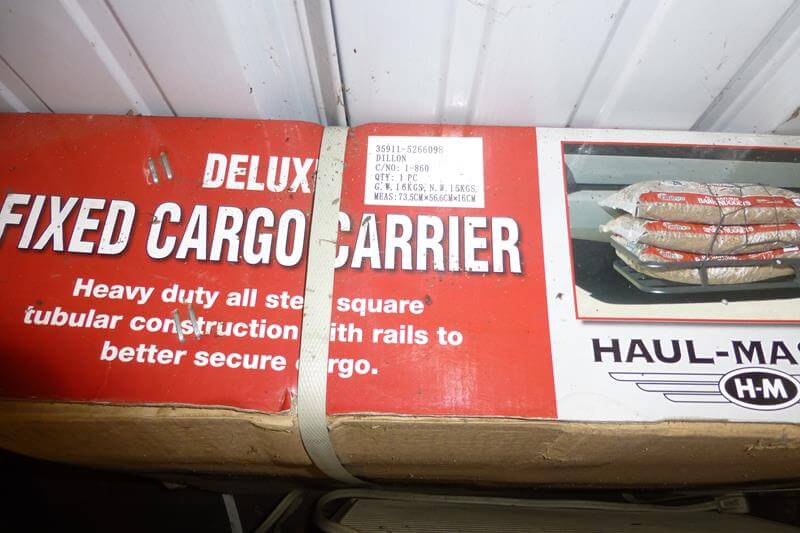 35911-5266098
DILLON
C/NO: 1-860
QTY: 1 PC
G.W. 16KGS, N.W. 15KGS,
MEAS: 73.5CM×56.6CM×16CM
DELUX
FIXED CARGO CARRIER
Heavy duty all ste square
tubular construction ith rails to
better secure rgo.
HAUL-MAS
H-M